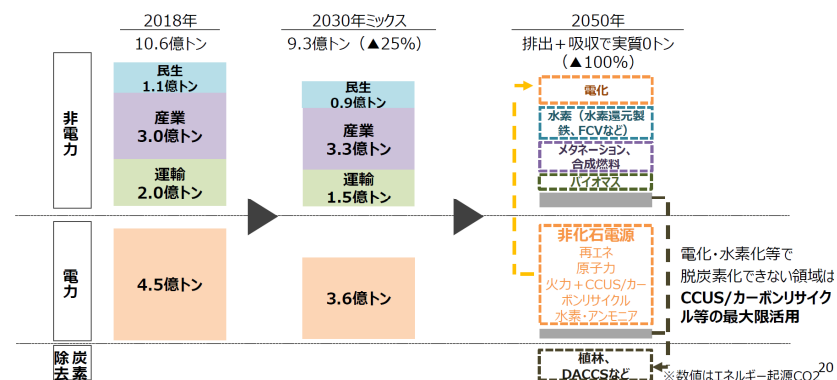 2018年
10.6億トン
2030年ミックス
9.3億トン（▲25%）
2050年
排出＋吸収で実質0トン
（▲100%）
非電力
民生
1.1億トン
産業
3.0億トン
運輸
2.0億トン
民生
0.9億トン
産業
3.3億トン
運輸
1.5億トン
電化
水素（水素還元製
鉄、FCVなど）
メタネーション、
合成燃料
バイオマス
電力
4.5億トン
3.6億トン
非化石電源
再エネ
原子力
火力＋CCUS/カー
ボンリサイクル
水素・アンモニア
電化・水素化等で
脱炭素化できない領域は
CCUS/カーボンリサイク
ル等の最大限活用
炭素除去
植林、
DACCSなど
※数値はエネルギー起源CO2
20